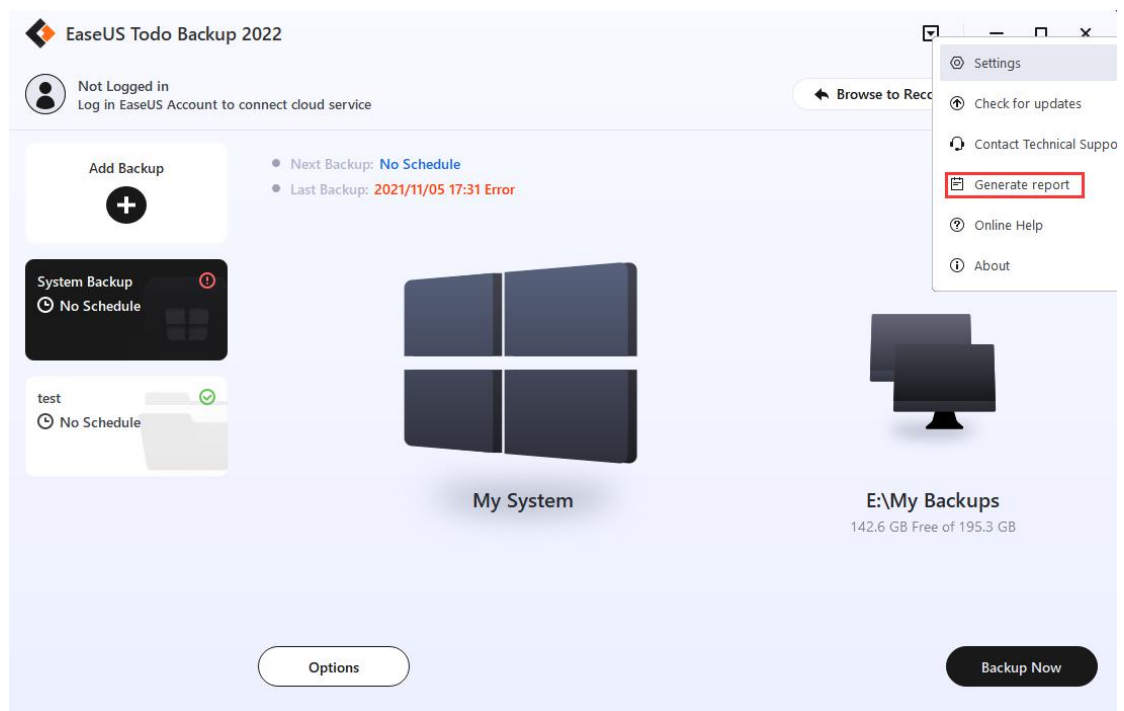 EaseUS Todo Backup 2022
Not Logged in
Log in EaseUS Account to connect cloud service
Browse to
Settings
Check for updates
Contact Technical
Generate report
Online Help
About
Add Backup
Next Backup: No Schedule
Last Backup: 2021/11/05 17:31 Error
System Backup
No Schedule
test
No Schedule
My System
E:\My Backups
142.6 GB Free of 195.3 GB
Options
Backup Now